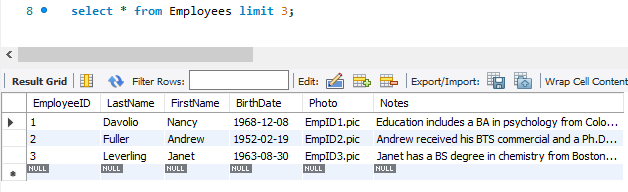 8 select * from Employees limit 3;
Result Grid Filter Rows: Edit: Export/Import: Wrap Cell Content
EmployeeID LastName FirstName BirthDate Photo Notes
1 Davolio Nancy 1968-12-08 EmpID1.pic Education includes a BA in psychology from Colo...
2 Fuller Andrew 1952-02-19 EmpID2.pic Andrew received his BTS commercial and a Ph.D...
3 Leverling Janet 1963-08-30 EmpID3.pic Janet has a BS degree in chemistry from Boston...
NULL NULL NULL NULL NULL NULL